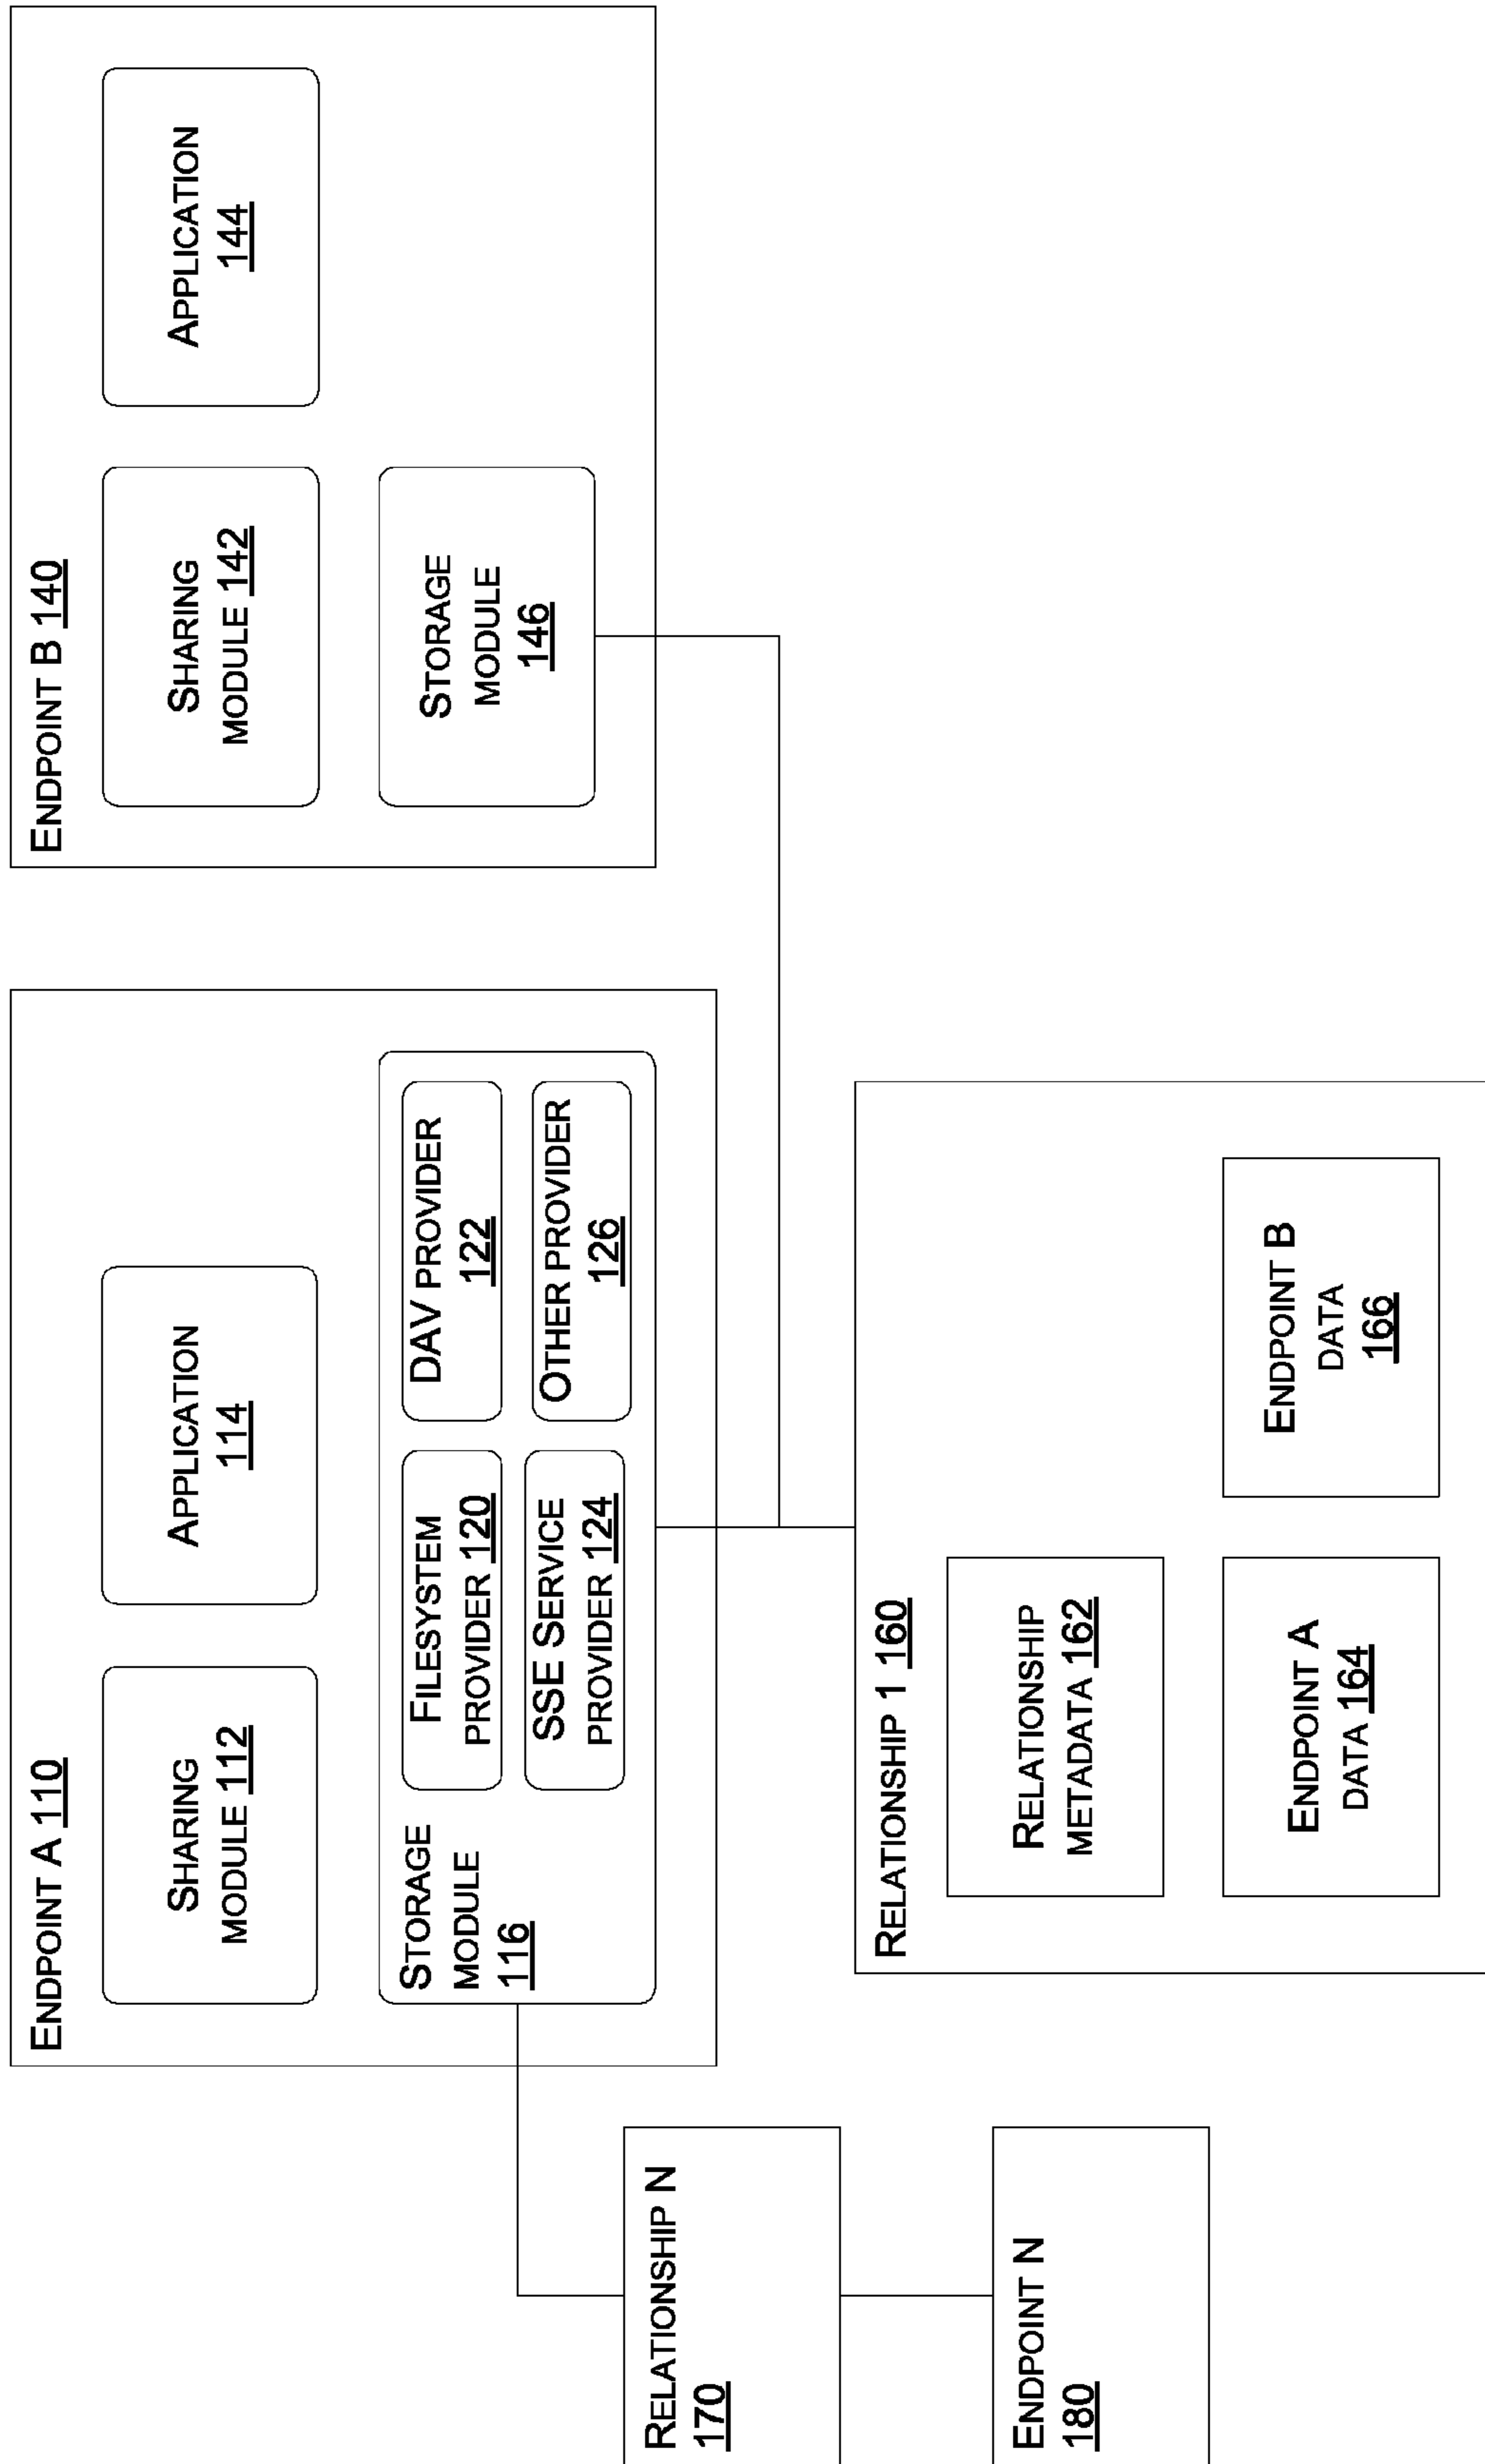 ENDPOINT A 110
SHARING
MODULE 112
APPLICATION
114
STORAGE
MODULE
116
FILESYSTEM
PROVIDER 120
DAV PROVIDER
122
SSE SERVICE
PROVIDER 124
OTHER PROVIDER
126
ENDPOINT B 140
SHARING
MODULE 142
APPLICATION
144
STORAGE
MODULE
146
RELATIONSHIP N
170
ENDPOINT N
180
RELATIONSHIP 1 160
RELATIONSHIP
METADATA 162
ENDPOINT A
DATA 164
ENDPOINT B
DATA
166